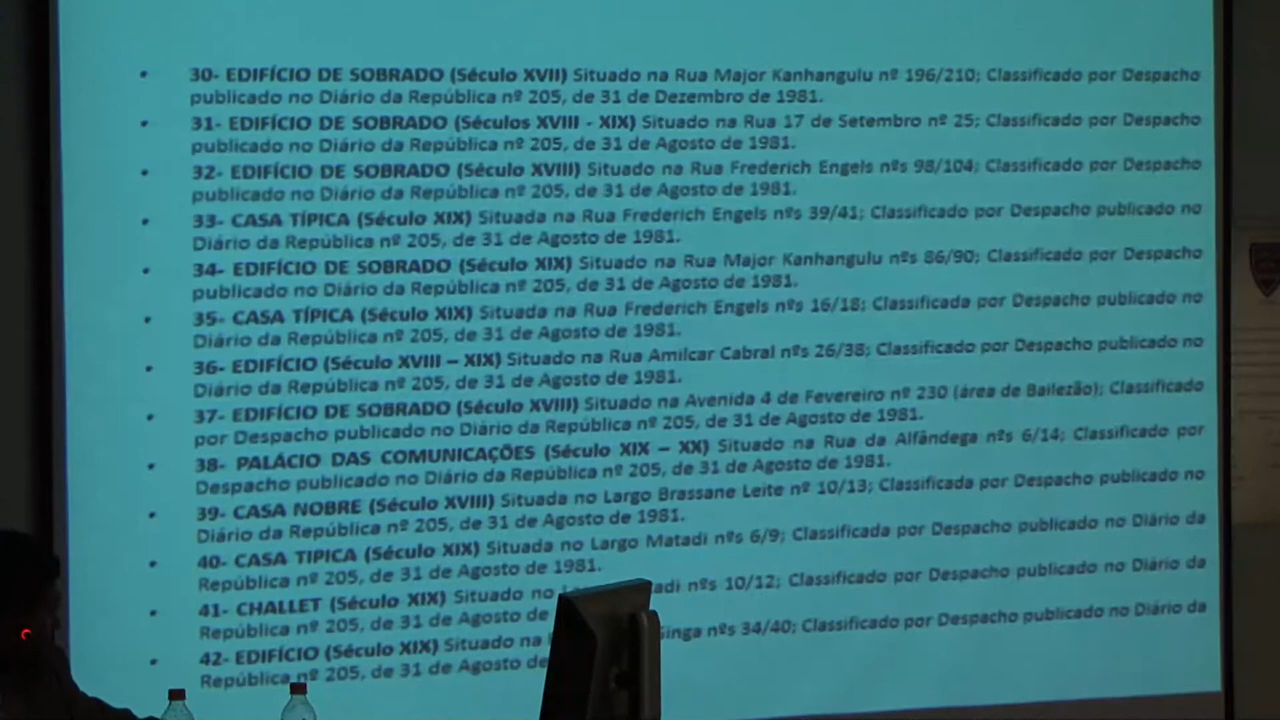 • 30- EDIFÍCIO DE SOBRADO (Século XVII) Situado na Rua Major Kanhangulu nº 196/210; Classificado por Despacho
publicado no Diário da República nº 205, de 31 de Dezembro de 1981.
• 31- EDIFÍCIO DE SOBRADO (Séculos XVIII - XIX) Situado na Rua 17 de Setembro nº 25; Classificado por Despacho
publicado no Diário da República nº 205, de 31 de Agosto de 1981.
• 32- EDIFÍCIO DE SOBRADO (Século XVIII) Situado na Rua Frederich Engels nºs 98/104; Classificado por Despacho
publicado no Diário da República nº 205, de 31 de Agosto de 1981.
• 33- CASA TÍPICA (Século XIX) Situada na Rua Frederich Engels nºs 39/41; Classificado por Despacho publicado no
Diário da República nº 205, de 31 de Agosto de 1981.
• 34- EDIFÍCIO DE SOBRADO (Século XIX) Situado na Rua Major Kanhangulu nºs 86/90; Classificado por Despacho
publicado no Diário da República nº 205, de 31 de Agosto de 1981.
• 35- CASA TÍPICA (Século XIX) Situada na Rua Frederich Engels nºs 16/18; Classificada por Despacho publicado no
Diário da República nº 205, de 31 de Agosto de 1981.
• 36- EDIFÍCIO (Século XVIII – XIX) Situado na Rua Amilcar Cabral nºs 26/38; Classificado por Despacho publicado no
Diário da República nº 205, de 31 de Agosto de 1981.
• 37- EDIFÍCIO DE SOBRADO (Século XVIII) Situado na Avenida 4 de Fevereiro nº 230 (área de Bailezão); Classificado
por Despacho publicado no Diário da República nº 205, de 31 de Agosto de 1981.
• 38- PALÁCIO DAS COMUNICAÇÕES (Século XIX – XX) Situado na Rua da Alfândega nºs 6/14; Classificado por
Despacho publicado no Diário da República nº 205, de 31 de Agosto de 1981.
• 39- CASA NOBRE (Século XVIII) Situada no Largo Brassane Leite nº 10/13; Classificada por Despacho publicado no
Diário da República nº 205, de 31 de Agosto de 1981.
• 40- CASA TIPICA (Século XIX) Situada no Largo Matadi nºs 6/9; Classificada por Despacho publicado no Diário da
República nº 205, de 31 de Agosto de 1981.
• 41- CHALLET (Século XIX) Situado no adi nºs 10/12; Classificado por Despacho publicado no Diário da
República nº 205, de 31 de Agosto de
• 42- EDIFÍCIO (Século XIX) Situado na Ginga nºs 34/40; Classificado por Despacho publicado no Diário da
República nº 205, de 31 de Agosto de